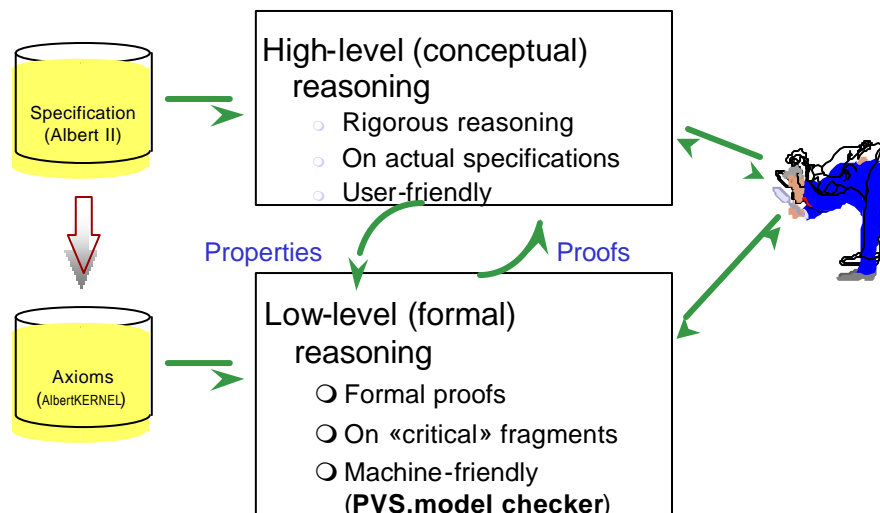 Specification
(Albert II)
High-level (conceptual)
reasoning
Rigorous reasoning
On actual specifications
User-friendly
Properties
Proofs
Axioms
(AlbertKERNEL)
Low-level (formal)
reasoning
Formal proofs
On «critical» fragments
Machine-friendly
(PVS,model checker)